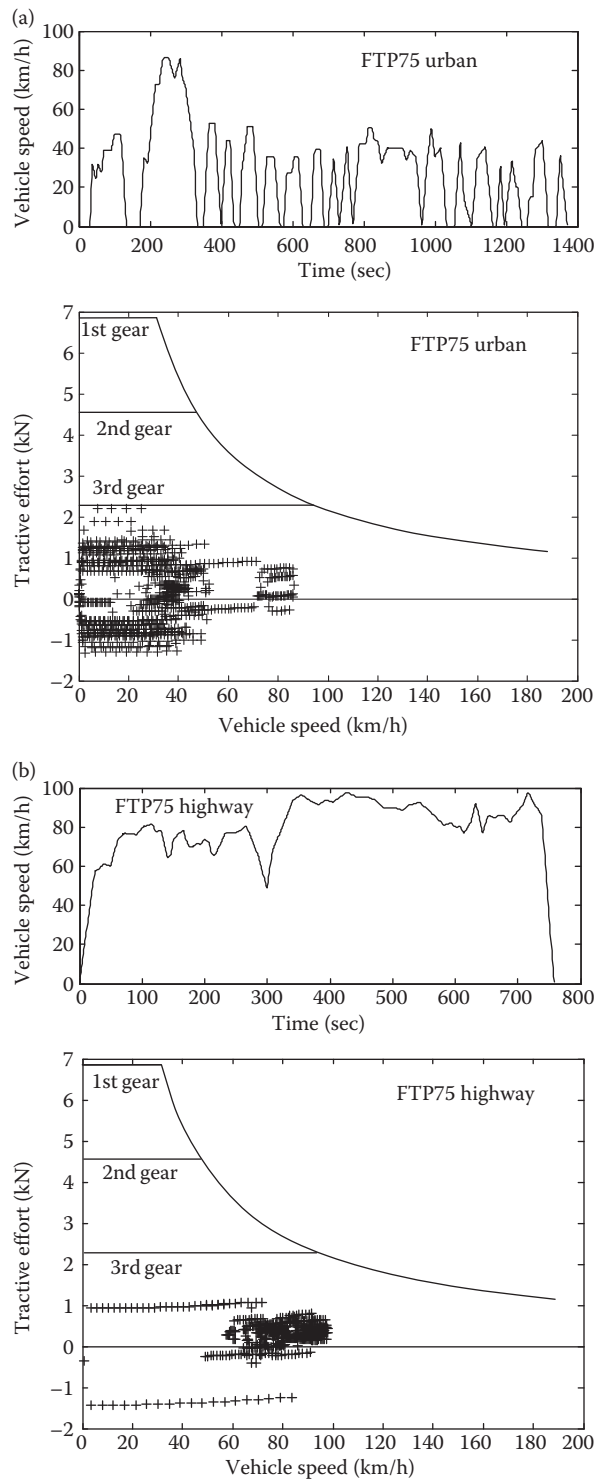 (a)
100
80
60
40
20
0
Vehicle speed (km/h)
FTP75 urban
0 200 400 600 800 1000 1200 1400
Time (sec)
7
6
5
4
3
2
1
0
−1
−2
Tractive effort (kN)
1st gear
FTP75 urban
2nd gear
3rd gear
0 20 40 60 80 100 120 140 160 180 200
Vehicle speed (km/h)
(b)
100
80
60
40
20
0
Vehicle speed (km/h)
FTP75 highway
0 100 200 300 400 500 600 700 800
Time (sec)
7
6
5
4
3
2
1
0
−1
−2
Tractive effort (kN)
1st gear
FTP75 highway
2nd gear
3rd gear
0 20 40 60 80 100 120 140 160 180 200
Vehicle speed (km/h)